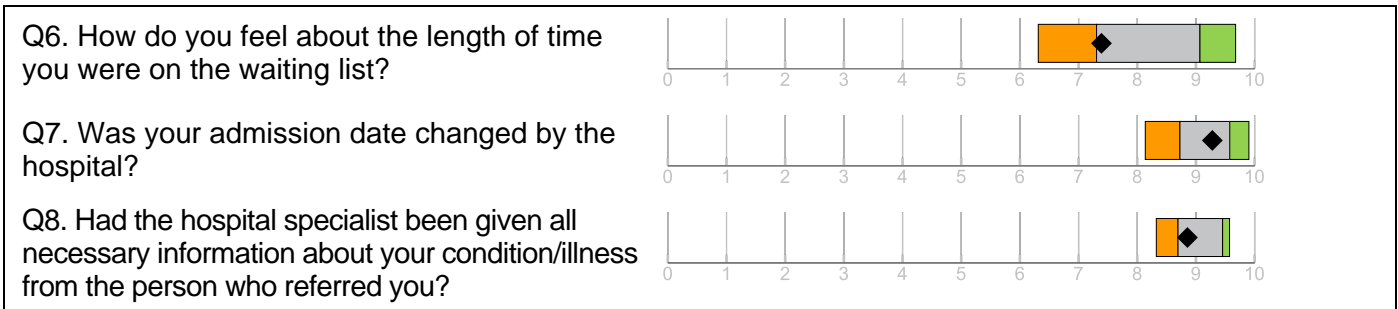 Q6. How do you feel about the length of time
you were on the waiting list?
0 1 2 3 4 5 6 7 8 9 10
Q7. Was your admission date changed by the
hospital?
0 1 2 3 4 5 6 7 8 9 10
Q8. Had the hospital specialist been given all
necessary information about your condition/illness
from the person who referred you?
0 1 2 3 4 5 6 7 8 9 10